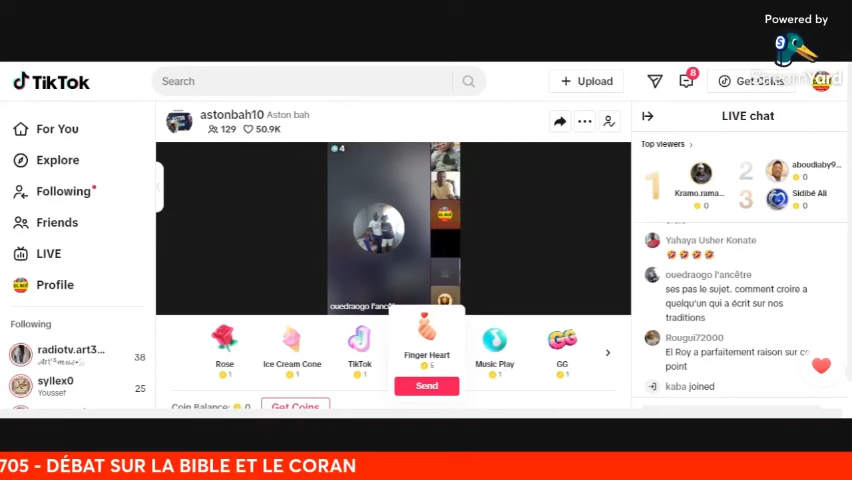 Powered by
StreamYard
TikTok
Search
Upload
8
Get Coins
For You
Explore
Following
Friends
LIVE
Profile
Following
radiotv.art3...
38
syllex0
Youssef
25
astonbah10 Aston bah
129 50.9K
4
ouedraogo l'ancêt
Rose
1
Ice Cream Cone
1
TikTok
1
Finger Heart
5
Send
Music Play
1
GG
GG
1
Coin Balance: 0 Get Coins
LIVE chat
Top viewers
1
Kramo.rama...
0
2
aboudiaby9...
0
3
Sidibé Ali
0
Yahaya Usher Konate
ouedraogo l'ancêtre
ses pas le sujet. comment croire a
quelqu'un qui a écrit sur nos
traditions
Rougui72000
El Roy a parfaitement raison sur ce
point
kaba joined
705 - DÉBAT SUR LA BIBLE ET LE CORAN